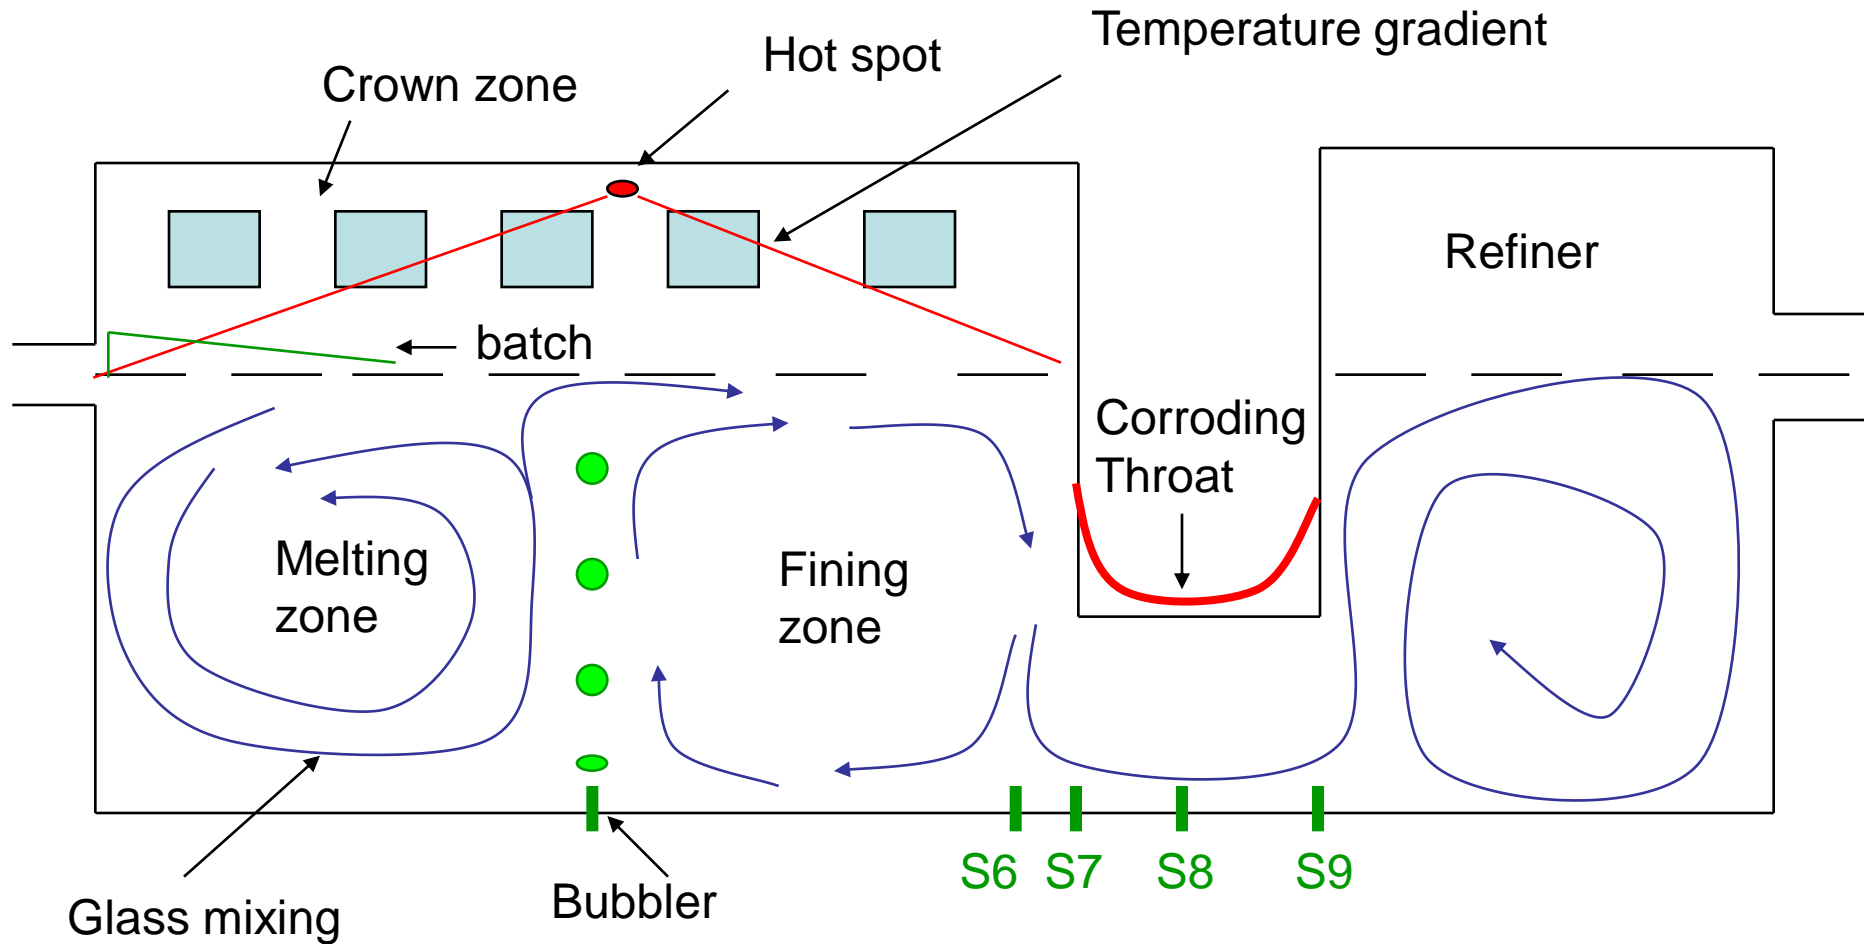 Temperature gradient
Hot spot
Crown zone
Refiner
batch
Corroding
Throat
Melting
zone
Fining
zone
S6 S7 S8 S9
Bubbler
Glass mixing